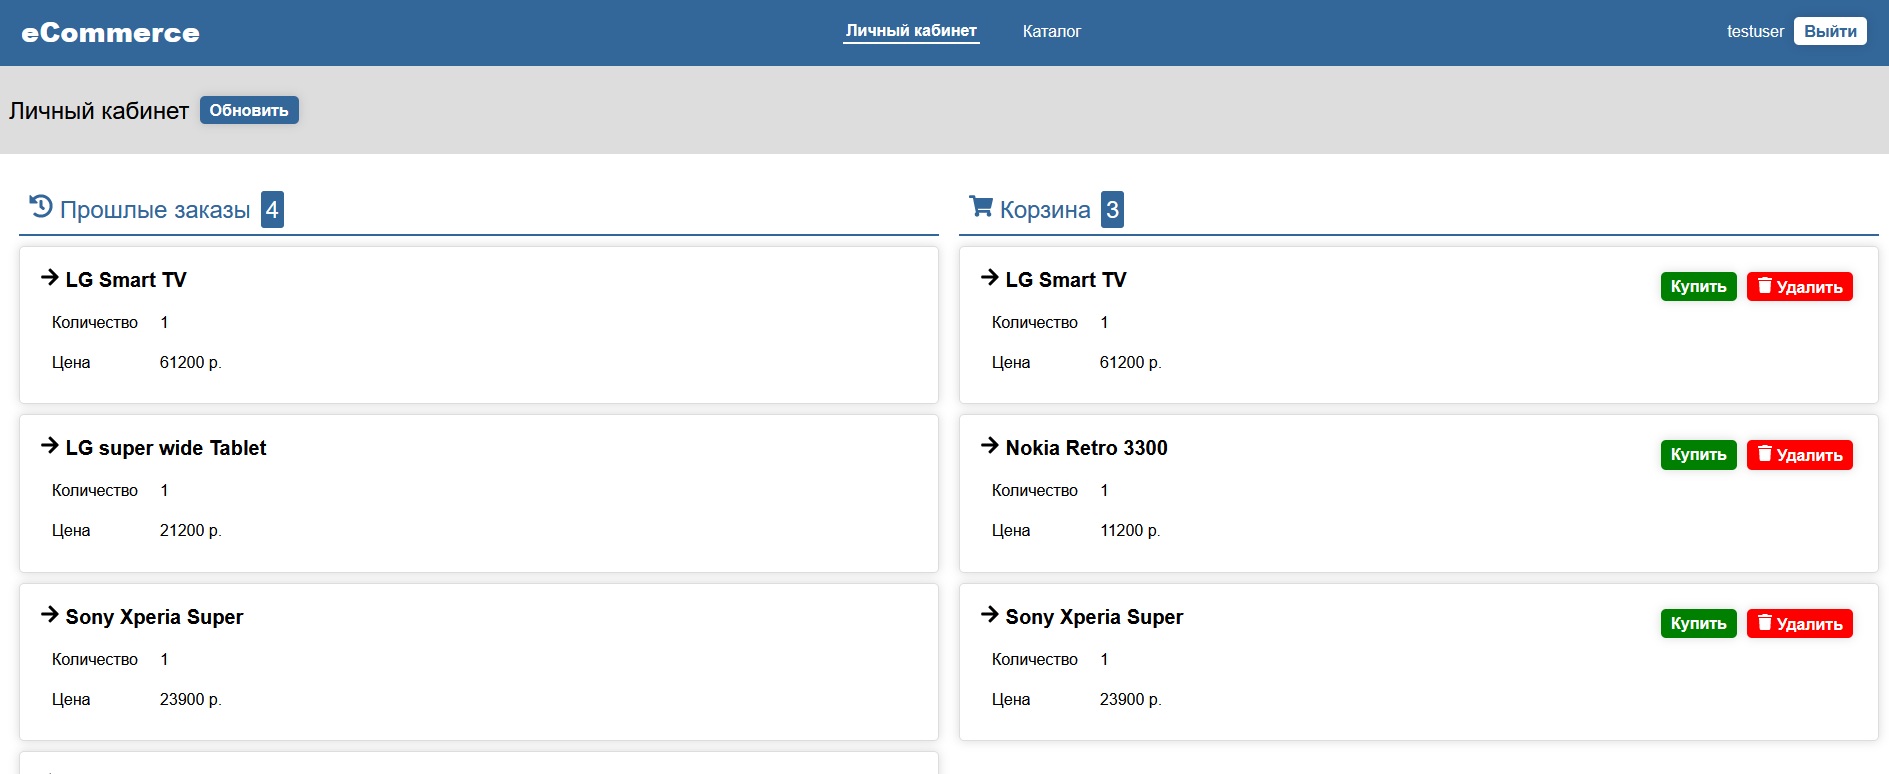 eCommerce
Личный кабинет Каталог
testuser Выйти
Личный кабинет Обновить
Прошлые заказы 4
LG Smart TV
Количество 1
Цена 61200 р.
LG super wide Tablet
Количество 1
Цена 21200 р.
Sony Xperia Super
Количество 1
Цена 23900 р.
Корзина 3
LG Smart TV Купить Удалить
Количество 1
Цена 61200 р.
Nokia Retro 3300 Купить Удалить
Количество 1
Цена 11200 р.
Sony Xperia Super Купить Удалить
Количество 1
Цена 23900 р.